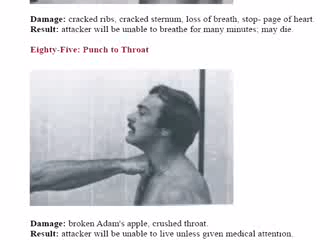 Damage: cracked ribs, cracked sternum, loss of breath, stop- page of heart.
Result: attacker will be unable to breathe for many minutes; may die.
Eighty-Five: Punch to Throat
Damage: broken Adam's apple, crushed throat.
Result: attacker will be unable to live unless given medical attention.